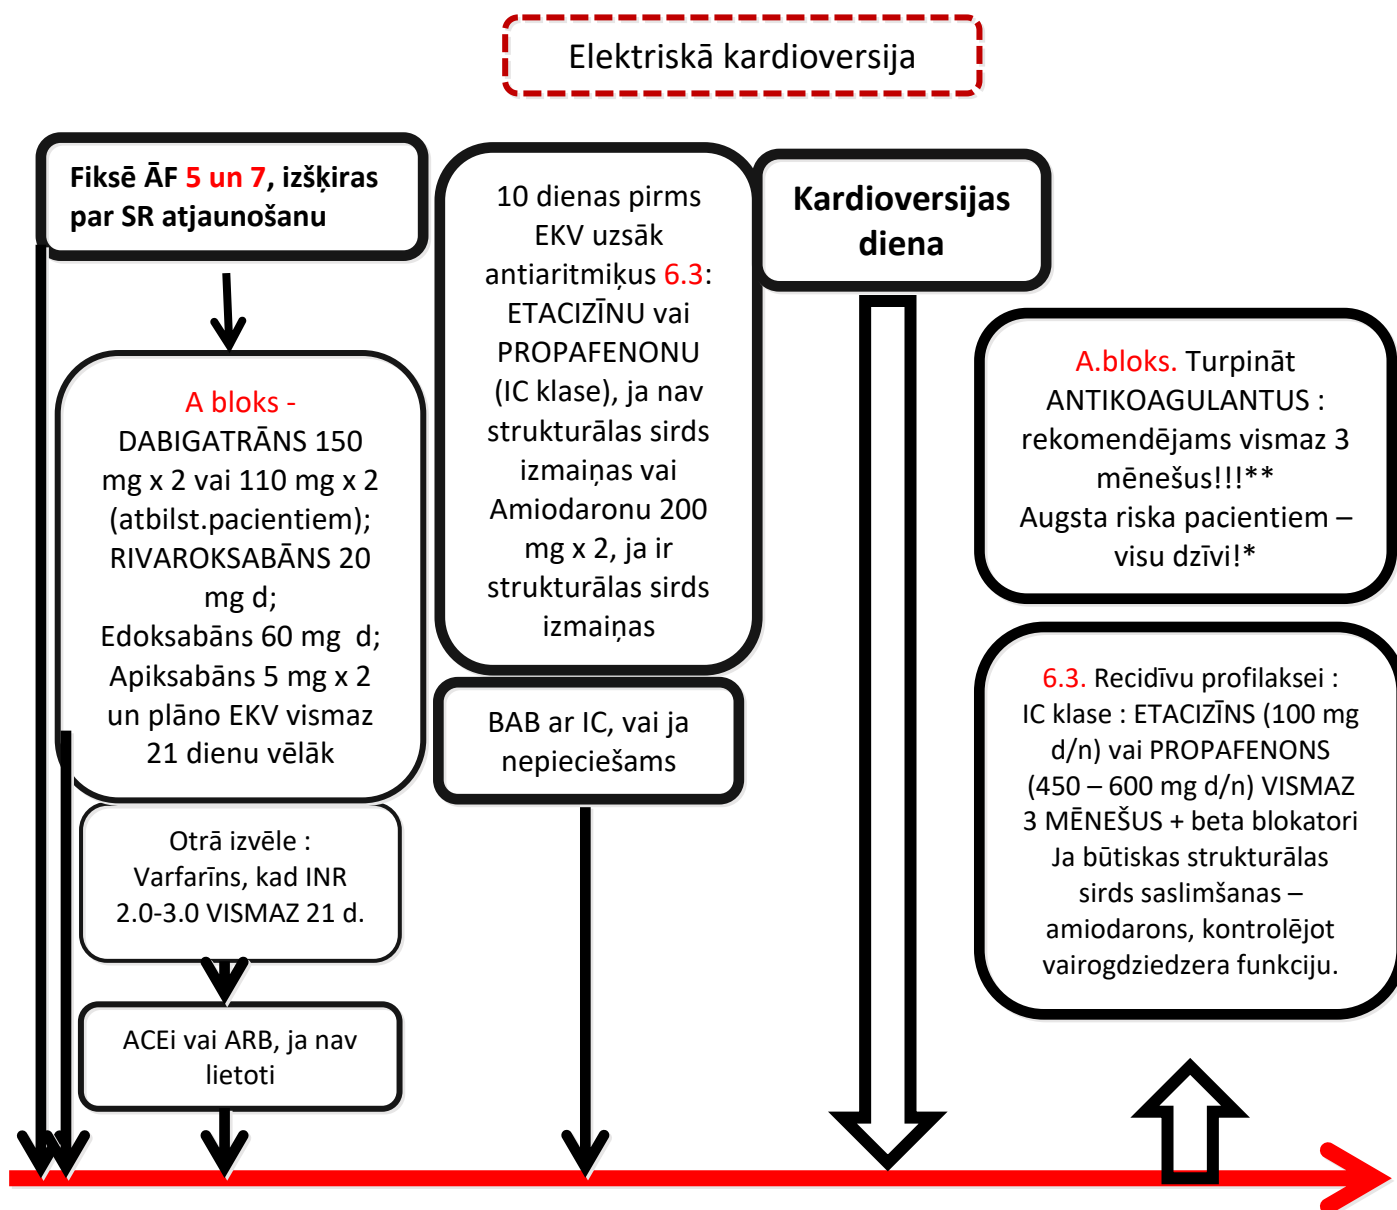 Elektriskā kardioversija
Fiksē ĀF 5 un 7, izšķiras
par SR atjaunošanu
A bloks -
DABIGATRĀNS 150
mg x 2 vai 110 mg x 2
(atbilst.pacientiem);
RIVAROKSABĀNS 20
mg d;
Edoksabāns 60 mg d;
Apiksabāns 5 mg x 2
un plāno EKV vismaz
21 dienu vēlāk
Otrā izvēle :
Varfarīns, kad INR
2.0-3.0 VISMAZ 21 d.
ACEi vai ARB, ja nav
lietoti
10 dienas pirms
EKV uzsāk
antiaritmiķus 6.3:
ETACIZĪNU vai
PROPAFENONU
(IC klase), ja nav
strukturālas sirds
izmaiņas vai
Amiodaronu 200
mg x 2, ja ir
strukturālas sirds
izmaiņas
BAB ar IC, vai ja
nepieciešams
Kardioversijas
diena
A.bloks. Turpināt
ANTIKOAGULANTUS :
rekomendējams vismaz 3
mēnešus!!!**
Augsta riska pacientiem –
visu dzīvi!*
6.3. Recidīvu profilaksei :
IC klase : ETACIZĪNS (100 mg
d/n) vai PROPAFENONS
(450 – 600 mg d/n) VISMAZ
3 MĒNEŠUS + beta blokatori
Ja būtiskas strukturālas
sirds saslimšanas –
amiodarons, kontrolējot
vairogdziedzera funkciju.